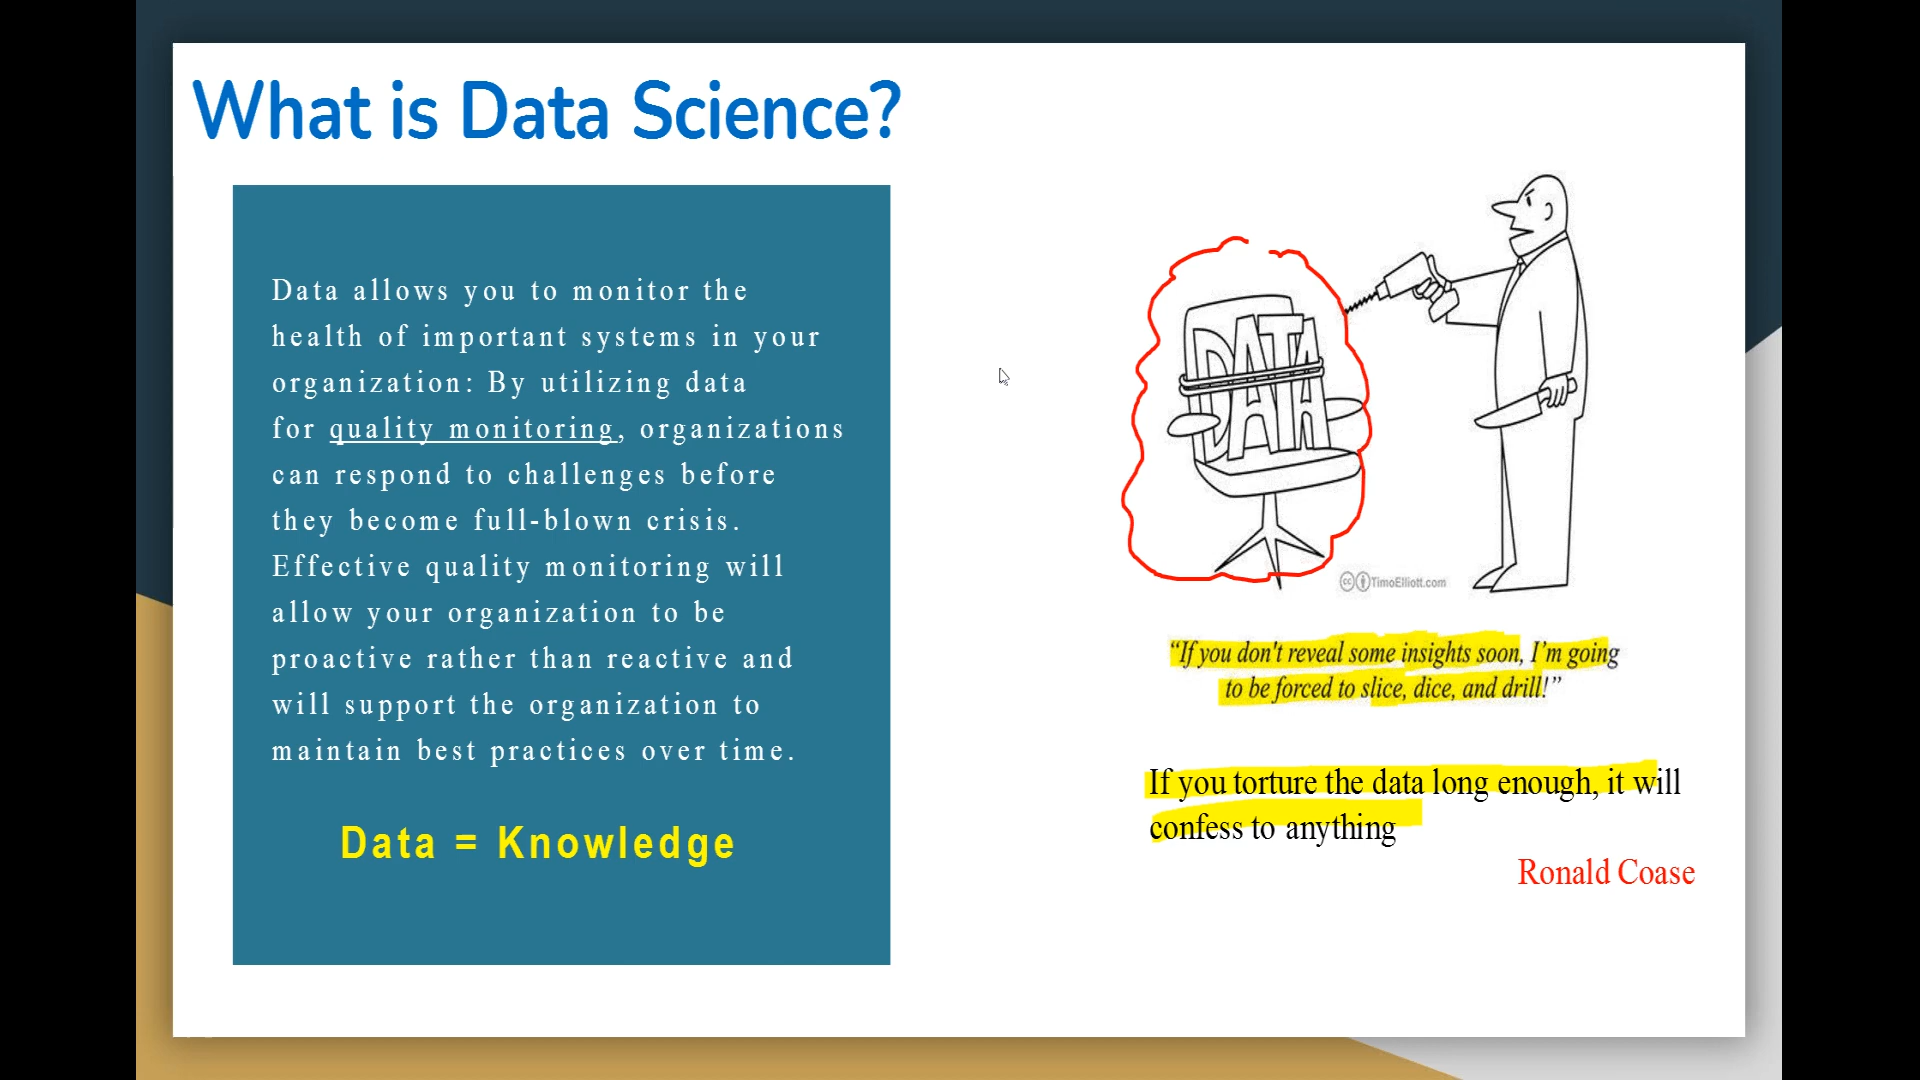 What is Data Science?
Data allows you to monitor the
health of important systems in your
organization: By utilizing data
for quality monitoring, organizations
can respond to challenges before
they become full-blown crisis.
Effective quality monitoring will
allow your organization to be
proactive rather than reactive and
will support the organization to
maintain best practices over time.
Data = Knowledge
DATA
cc TimoElliott.com
“If you don't reveal some insights soon, I’m going
to be forced to slice, dice, and drill!”
If you torture the data long enough, it will
confess to anything
Ronald Coase